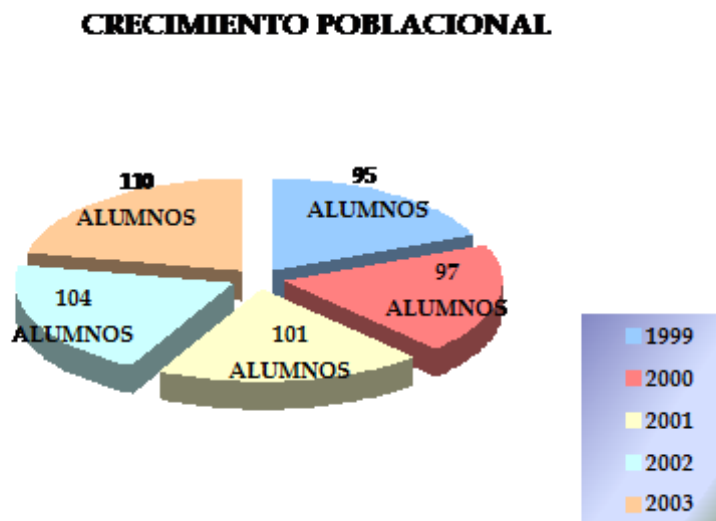 CRECIMIENTO POBLACIONAL
110
ALUMNOS
95
ALUMNOS
97
ALUMNOS
104
ALUMNOS
101
ALUMNOS
1999
2000
2001
2002
2003